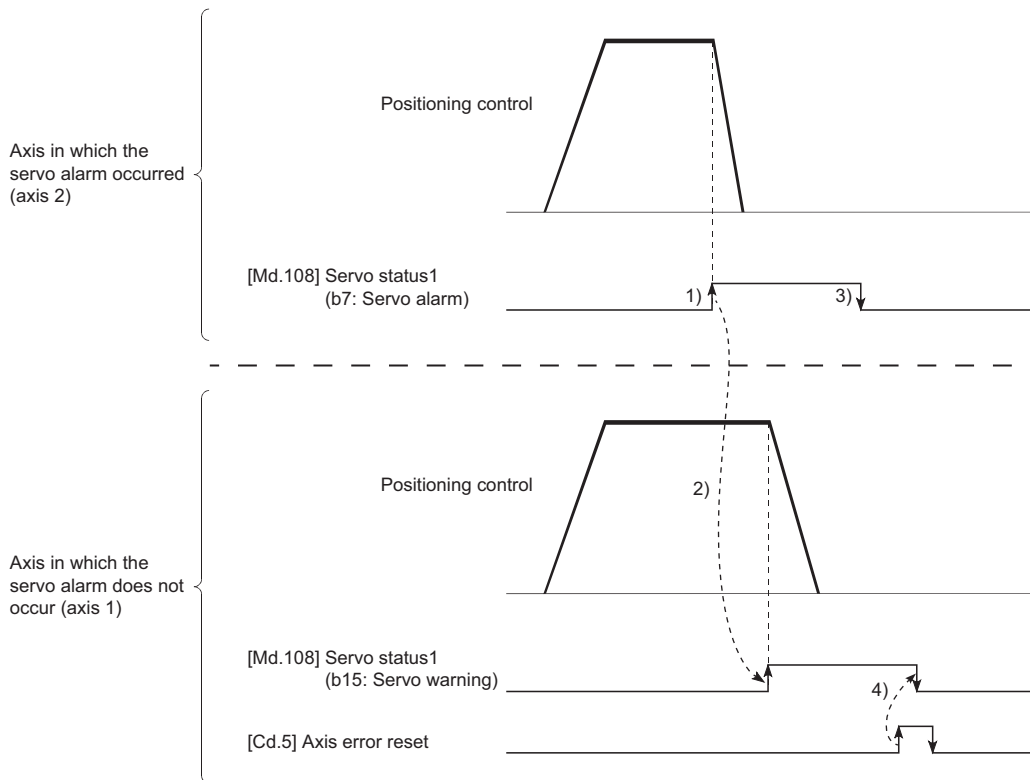 Axis in which the
servo alarm occurred
(axis 2)
Positioning control
[Md.108] Servo status1
(b7: Servo alarm)
1)
3)
Axis in which the
servo alarm does not
occur (axis 1)
Positioning control
2)
[Md.108] Servo status1
(b15: Servo warning)
4)
[Cd.5] Axis error reset